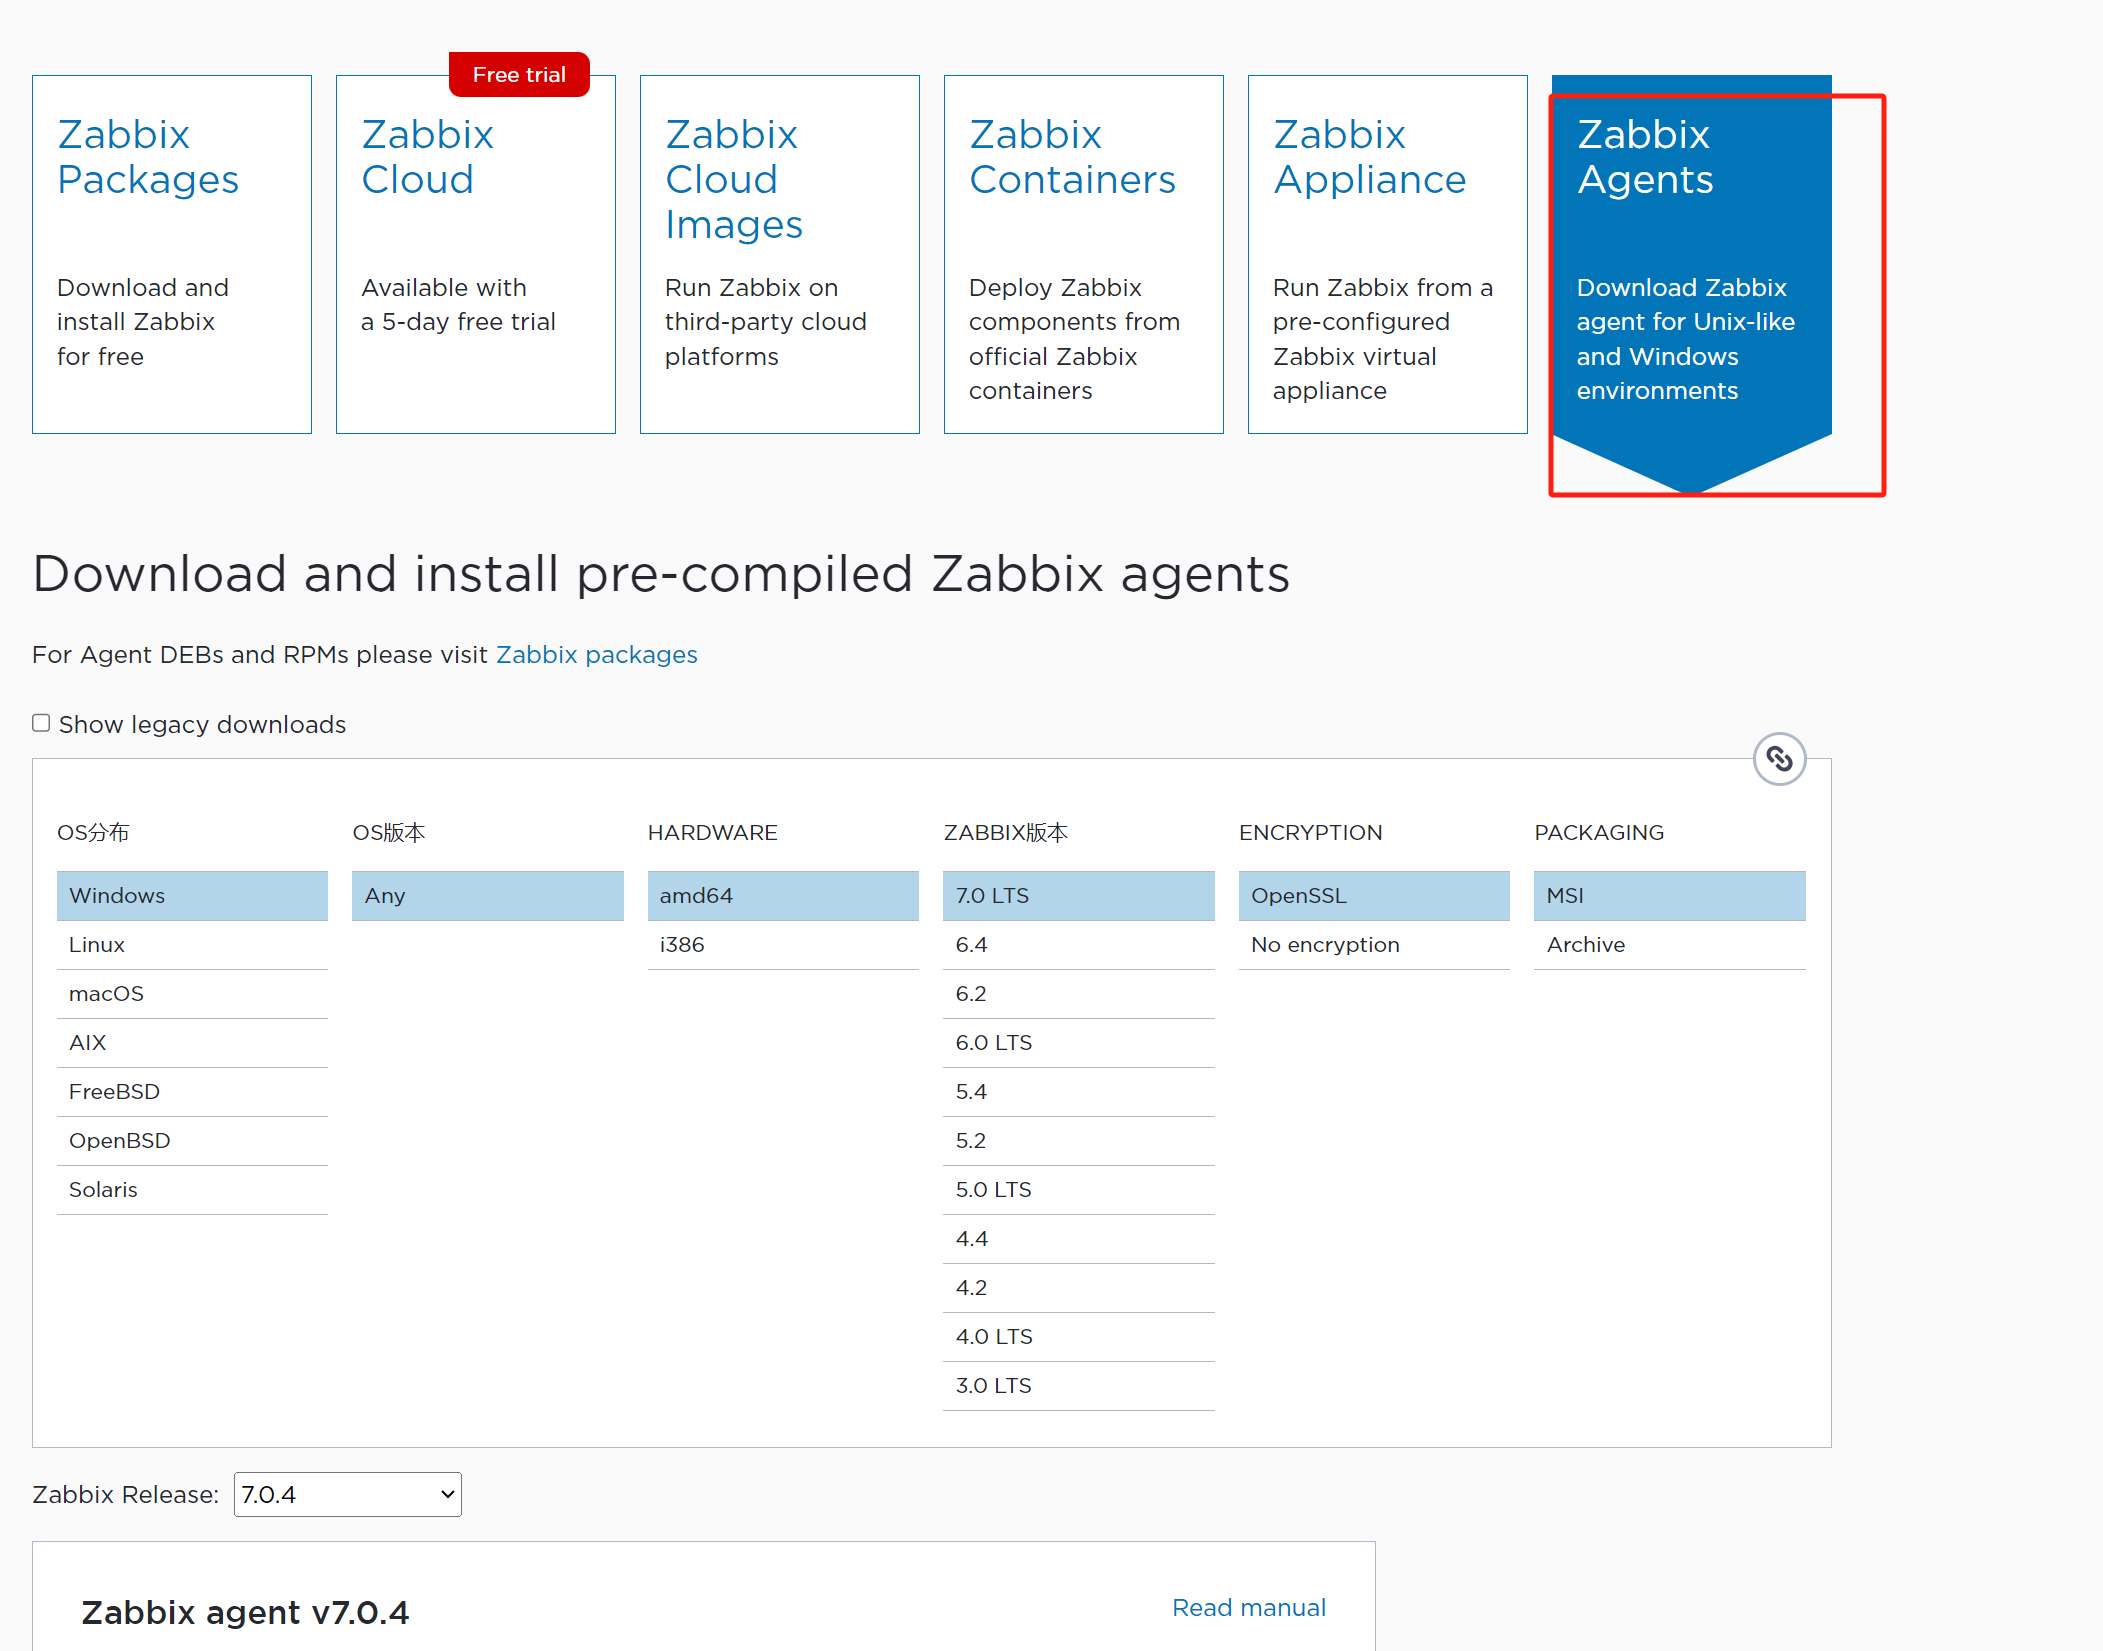 Free trial
Zabbix
Packages
Download and
install Zabbix
for free
Zabbix
Cloud
Available with
a 5-day free trial
Zabbix
Cloud
Images
Run Zabbix on
third-party cloud
platforms
Zabbix
Containers
Deploy Zabbix
components from
official Zabbix
containers
Zabbix
Appliance
Run Zabbix from a
pre-configured
Zabbix virtual
appliance
Zabbix
Agents
Download Zabbix
agent for Unix-like
and Windows
environments
Download and install pre-compiled Zabbix agents
For Agent DEBs and RPMs please visit Zabbix packages
Show legacy downloads
OS分布
Windows
Linux
macOS
AIX
FreeBSD
OpenBSD
Solaris
OS版本
Any
HARDWARE
amd64
i386
ZABBIX版本
7.0 LTS
6.4
6.2
6.0 LTS
5.4
5.2
5.0 LTS
4.4
4.2
4.0 LTS
3.0 LTS
ENCRYPTION
OpenSSL
No encryption
PACKAGING
MSI
Archive
Zabbix Release: 7.0.4
Zabbix agent v7.0.4
Read manual